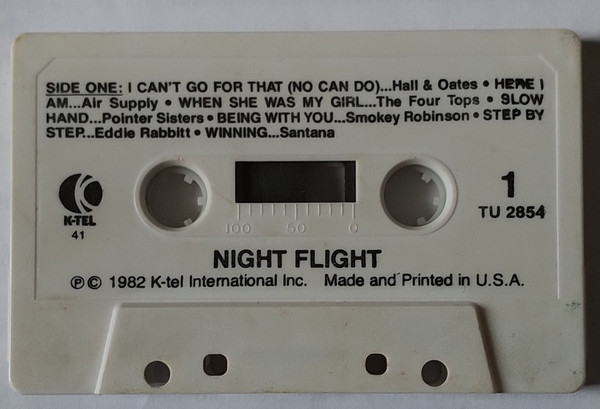 SIDE ONE: I CAN'T GO FOR THAT (NO CAN DO)...Hall & Oates • HERE I
AM...Air Supply • WHEN SHE WAS MY GIRL...The Four Tops • SLOW
HAND...Pointer Sisters • BEING WITH YOU...Smokey Robinson • STEP BY
STEP...Eddie Rabbitt • WINNING...Santana
K-TEL
41
1
TU 2854
100 50 0
NIGHT FLIGHT
℗© 1982 K-tel International Inc. Made and Printed in U.S.A.